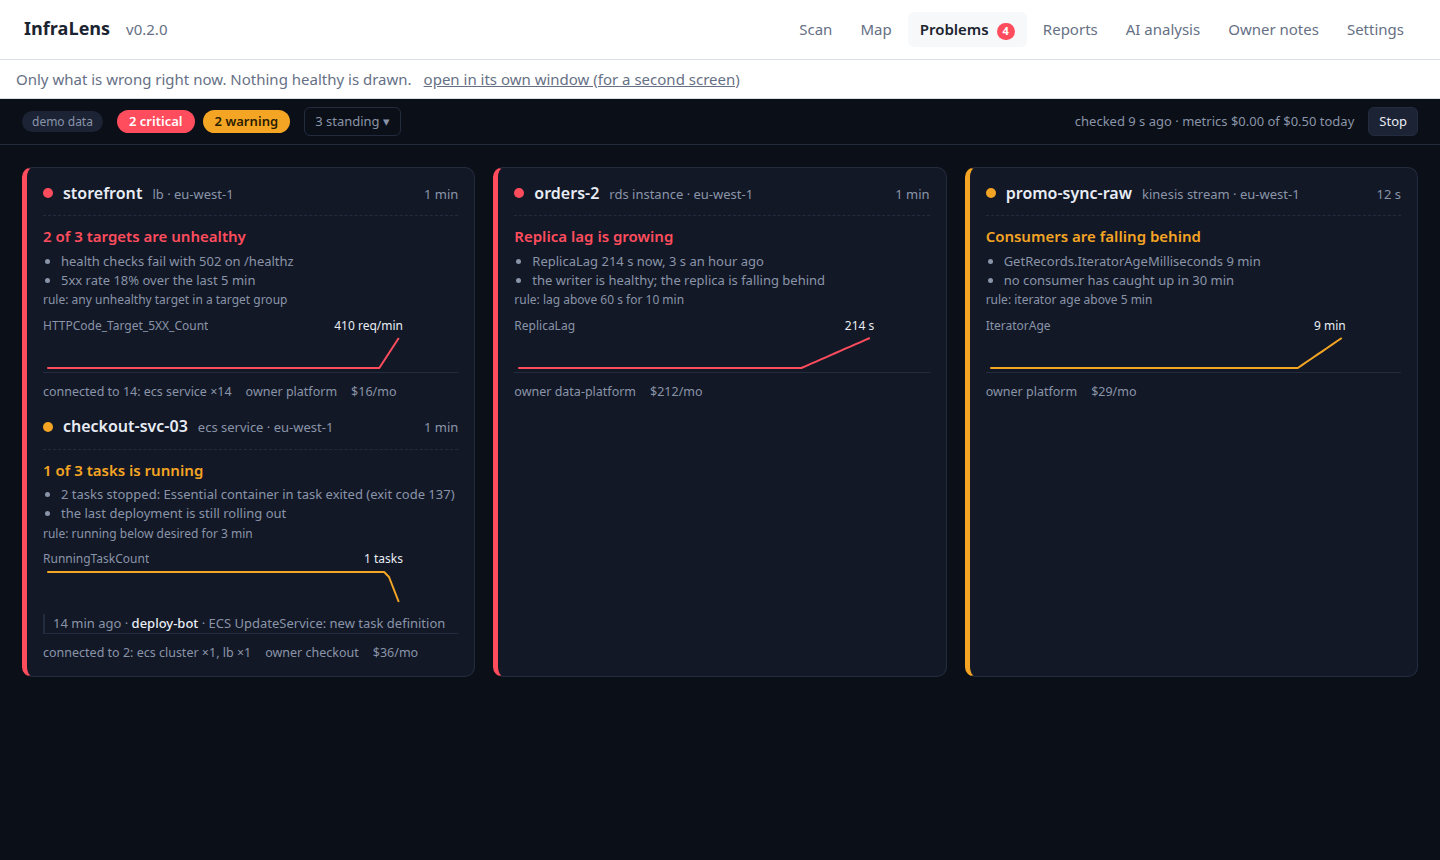 InfraLens v0.2.0 Scan Map Problems 4 Reports AI analysis Owner notes Settings
Only what is wrong right now. Nothing healthy is drawn. open in its own window (for a second screen)
demo data 2 critical 2 warning 3 standing ▾ checked 9 s ago · metrics $0.00 of $0.50 today Stop
storefront lb · eu-west-1 1 min
2 of 3 targets are unhealthy
• health checks fail with 502 on /healthz
• 5xx rate 18% over the last 5 min
rule: any unhealthy target in a target group
HTTPCode_Target_5XX_Count 410 req/min
connected to 14: ecs service ×14 owner platform $16/mo
checkout-svc-03 ecs service · eu-west-1 1 min
1 of 3 tasks is running
• 2 tasks stopped: Essential container in task exited (exit code 137)
• the last deployment is still rolling out
rule: running below desired for 3 min
RunningTaskCount 1 tasks
14 min ago · deploy-bot · ECS UpdateService: new task definition
connected to 2: ecs cluster ×1, lb ×1 owner checkout $36/mo
orders-2 rds instance · eu-west-1 1 min
Replica lag is growing
• ReplicaLag 214 s now, 3 s an hour ago
• the writer is healthy; the replica is falling behind
rule: lag above 60 s for 10 min
ReplicaLag 214 s
owner data-platform $212/mo
promo-sync-raw kinesis stream · eu-west-1 12 s
Consumers are falling behind
• GetRecords.IteratorAgeMilliseconds 9 min
• no consumer has caught up in 30 min
rule: iterator age above 5 min
IteratorAge 9 min
owner platform $29/mo